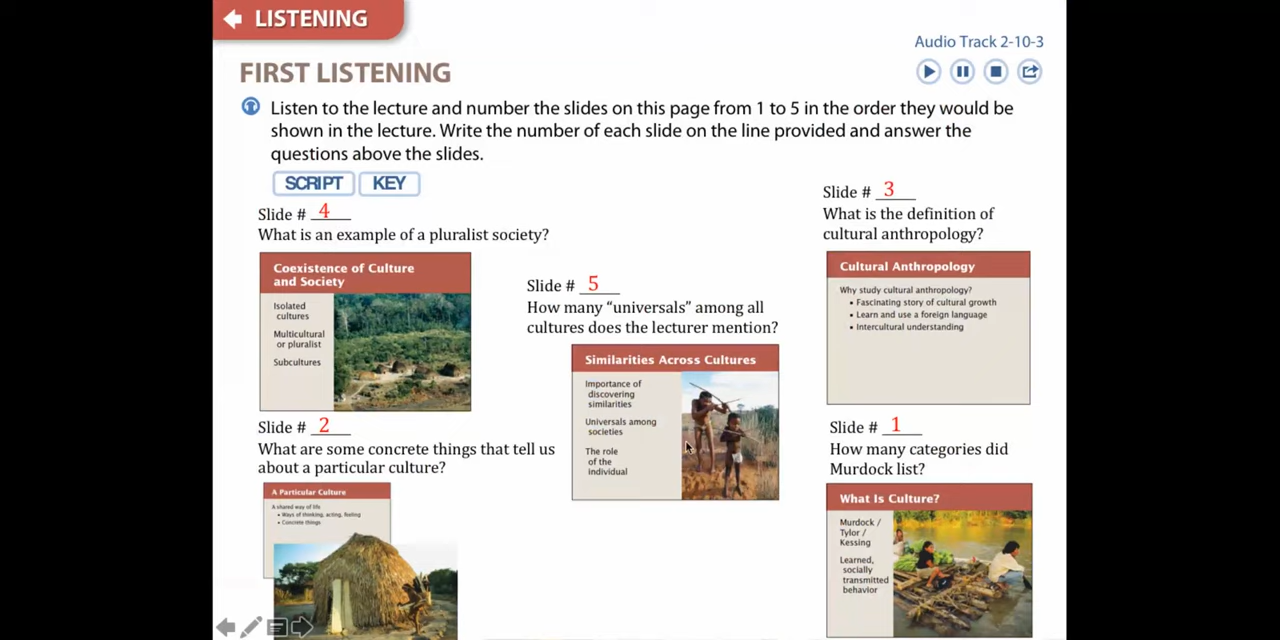 LISTENING
Audio Track 2-10-3
FIRST LISTENING
Listen to the lecture and number the slides on this page from 1 to 5 in the order they would be
shown in the lecture. Write the number of each slide on the line provided and answer the
questions above the slides.
SCRIPT KEY
Slide # 4
What is an example of a pluralist society?
Coexistence of Culture
and Society
Isolated
cultures
Multicultural
or pluralist
Subcultures
Slide # 2
What are some concrete things that tell us
about a particular culture?
A Particular Culture
A shared way of life
• Ways of thinking, acting, feeling
• Concrete things
Slide # 5
How many “universals” among all
cultures does the lecturer mention?
Similarities Across Cultures
Importance of
discovering
similarities
Universals among
societies
The role
of the
individual
Slide # 3
What is the definition of
cultural anthropology?
Cultural Anthropology
Why study cultural anthropology?
• Fascinating story of cultural growth
• Learn and use a foreign language
• Intercultural understanding
Slide # 1
How many categories did
Murdock list?
What Is Culture?
Murdock /
Tylor /
Kessing
Learned,
socially
transmitted
behavior